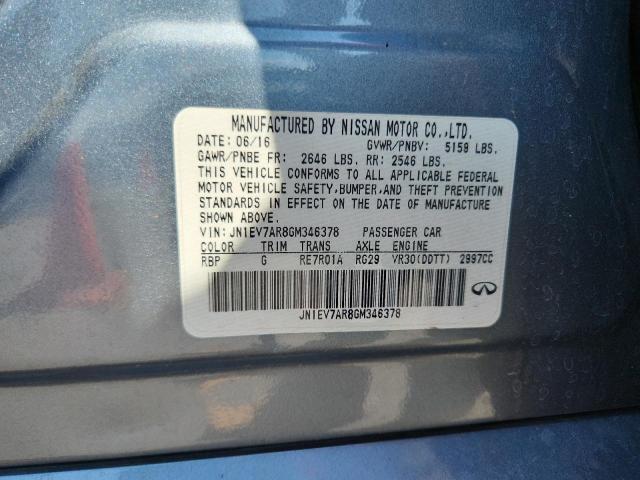 MANUFACTURED BY NISSAN MOTOR CO.,LTD.
DATE: 06/16 GVWR/PNBV: 5159 LBS.
GAWR/PNBE FR: 2646 LBS. RR: 2546 LBS.
THIS VEHICLE CONFORMS TO ALL APPLICABLE FEDERAL
MOTOR VEHICLE SAFETY,BUMPER,AND THEFT PREVENTION
STANDARDS IN EFFECT ON THE DATE OF MANUFACTURE
SHOWN ABOVE.
VIN: JN1EV7AR8GM346378 PASSENGER CAR
COLOR TRIM TRANS AXLE ENGINE
RBP G RE7R01A RG29 VR30(DDTT) 2997CC
JN1EV7AR8GM346378